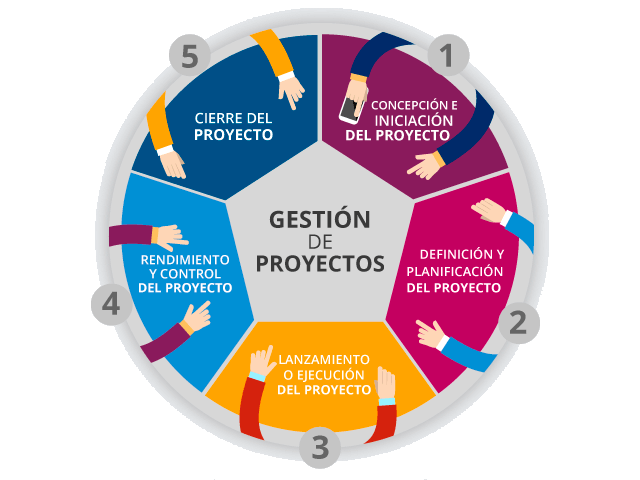 GESTIÓN
DE
PROYECTOS
1
CONCEPCIÓN E
INICIACIÓN
DEL PROYECTO
2
DEFINICIÓN Y
PLANIFICACIÓN
DEL PROYECTO
3
LANZAMIENTO
O EJECUCIÓN
DEL PROYECTO
4
RENDIMIENTO
Y CONTROL
DEL PROYECTO
5
CIERRE DEL
PROYECTO